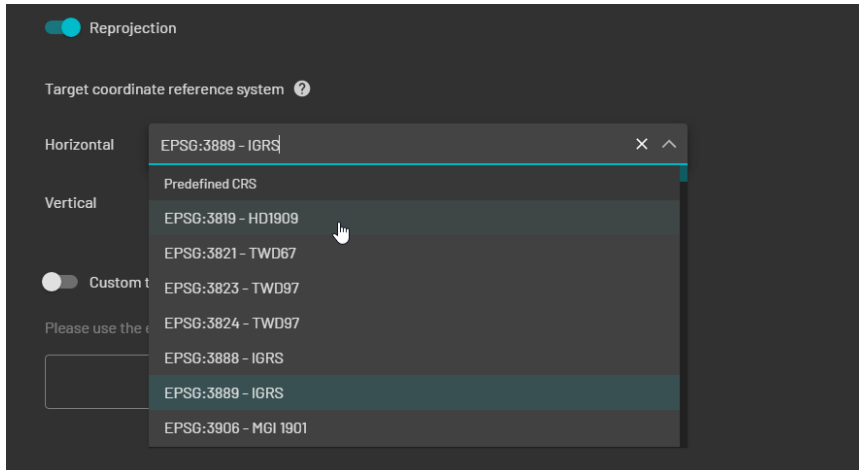 Reprojection
Target coordinate reference system ?
Horizontal EPSG:3889 - IGRS
Predefined CRS
Vertical
EPSG:3819 - HD1909
EPSG:3821 - TWD67
Custom t
EPSG:3823 - TWD97
Please use the e
EPSG:3824 - TWD97
EPSG:3888 - IGRS
EPSG:3889 - IGRS
EPSG:3906 - MGI 1901